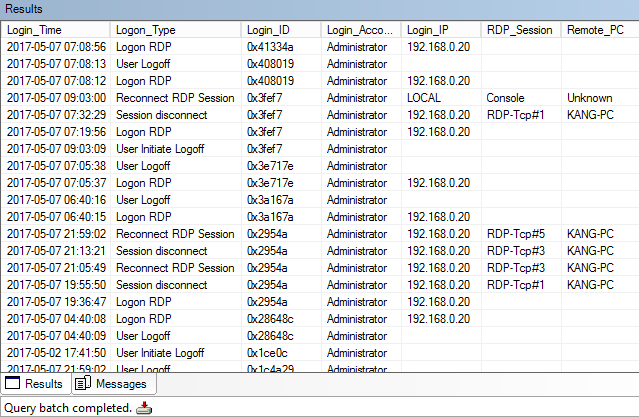 Results
Login_Time Logon_Type Login_ID Login_Acco... Login_IP RDP_Session Remote_PC
2017-05-07 07:08:56 Logon RDP 0x41334a Administrator 192.168.0.20
2017-05-07 07:08:13 User Logoff 0x408019 Administrator
2017-05-07 07:08:12 Logon RDP 0x408019 Administrator 192.168.0.20
2017-05-07 09:03:00 Reconnect RDP Session 0x3fef7 Administrator LOCAL Console Unknown
2017-05-07 07:32:29 Session disconnect 0x3fef7 Administrator 192.168.0.20 RDP-Tcp#1 KANG-PC
2017-05-07 07:19:56 Logon RDP 0x3fef7 Administrator 192.168.0.20
2017-05-07 09:03:09 User Initiate Logoff 0x3fef7 Administrator
2017-05-07 07:05:38 User Logoff 0x3e717e Administrator
2017-05-07 07:05:37 Logon RDP 0x3e717e Administrator 192.168.0.20
2017-05-07 06:40:16 User Logoff 0x3a167a Administrator
2017-05-07 06:40:15 Logon RDP 0x3a167a Administrator 192.168.0.20
2017-05-07 21:59:02 Reconnect RDP Session 0x2954a Administrator 192.168.0.20 RDP-Tcp#5 KANG-PC
2017-05-07 21:13:21 Session disconnect 0x2954a Administrator 192.168.0.20 RDP-Tcp#3 KANG-PC
2017-05-07 21:05:49 Reconnect RDP Session 0x2954a Administrator 192.168.0.20 RDP-Tcp#3 KANG-PC
2017-05-07 19:55:50 Session disconnect 0x2954a Administrator 192.168.0.20 RDP-Tcp#1 KANG-PC
2017-05-07 19:36:47 Logon RDP 0x2954a Administrator 192.168.0.20
2017-05-07 04:40:08 Logon RDP 0x28648c Administrator 192.168.0.20
2017-05-07 04:40:09 User Logoff 0x28648c Administrator
2017-05-02 17:41:50 User Initiate Logoff 0x1ce0c Administrator
2017-05-07 21:59:02 User Logoff 0x1c4a29 Administrator
Results Messages
Query batch completed.